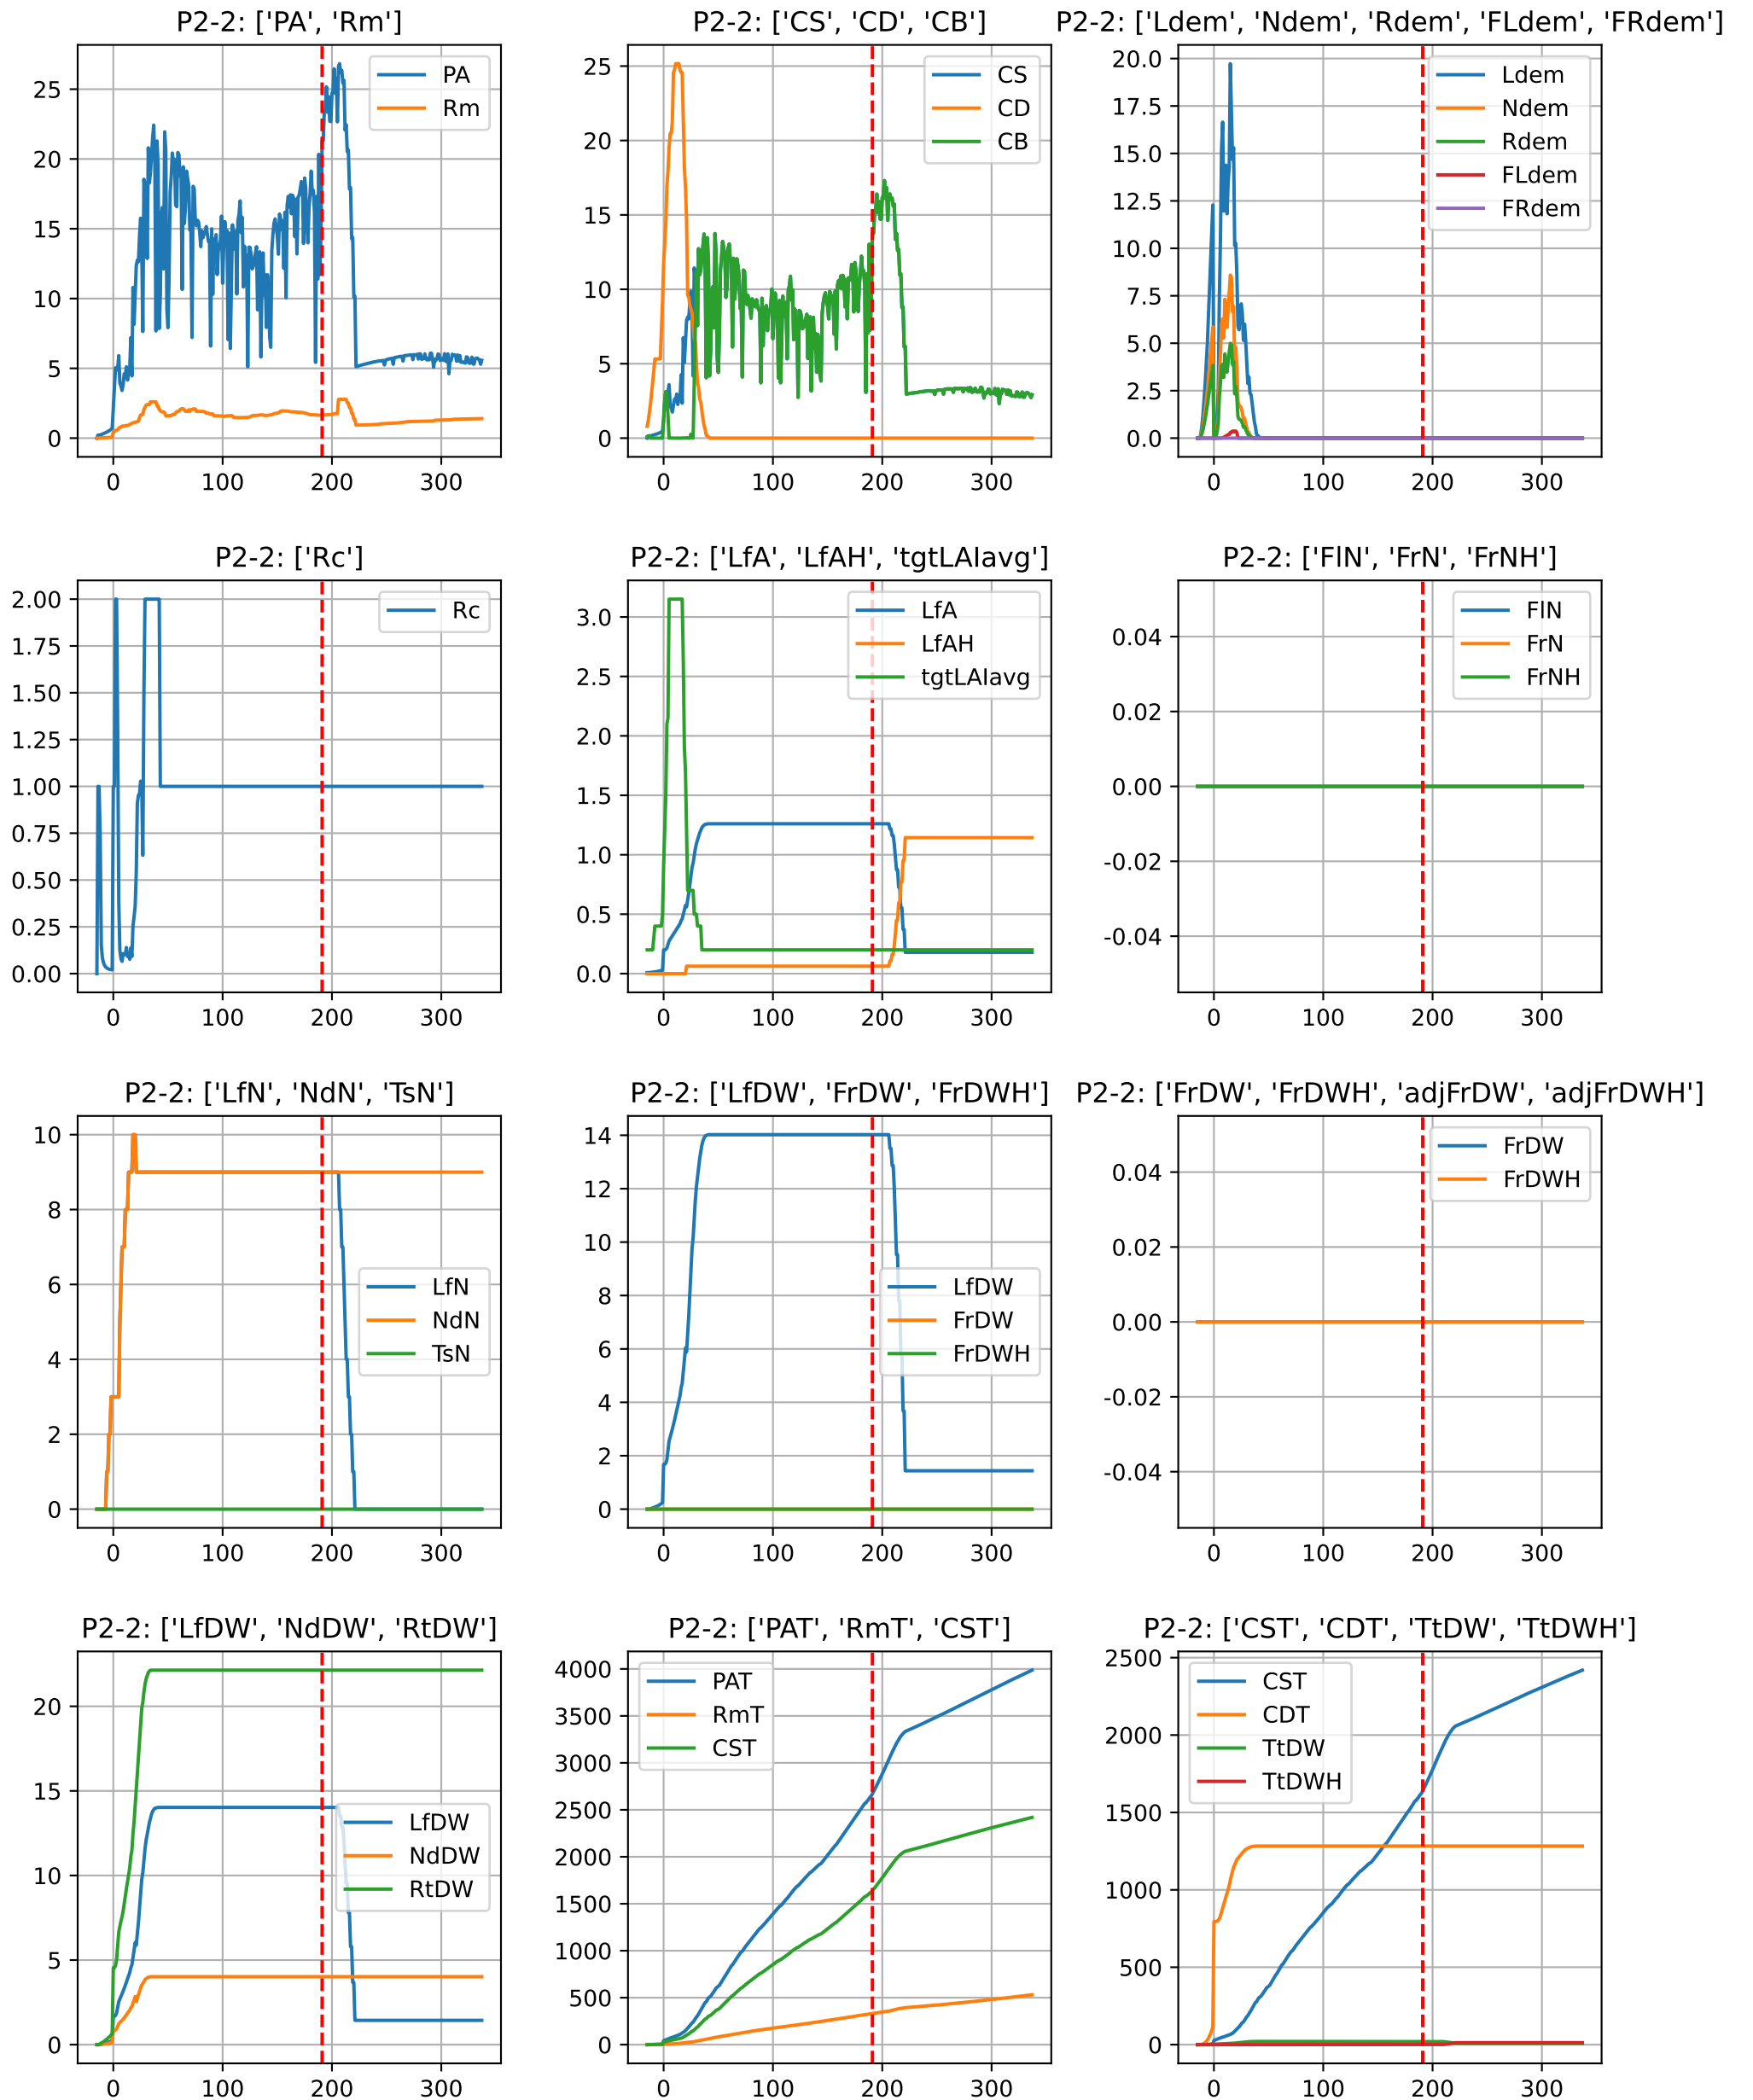 P2-2: ['PA', 'Rm']
25
20
15
10
5
0
0 100 200 300
PA
Rm
P2-2: ['CS', 'CD', 'CB']
25
20
15
10
5
0
0 100 200 300
CS
CD
CB
P2-2: ['Ldem', 'Ndem', 'Rdem', 'FLdem', 'FRdem']
20.0
17.5
15.0
12.5
10.0
7.5
5.0
2.5
0.0
0 100 200 300
Ldem
Ndem
Rdem
FLdem
FRdem
P2-2: ['Rc']
2.00
1.75
1.50
1.25
1.00
0.75
0.50
0.25
0.00
0 100 200 300
Rc
P2-2: ['LfA', 'LfAH', 'tgtLAIavg']
3.0
2.5
2.0
1.5
1.0
0.5
0.0
0 100 200 300
LfA
LfAH
tgtLAIavg
P2-2: ['FlN', 'FrN', 'FrNH']
0.04
0.02
0.00
-0.02
-0.04
0 100 200 300
FlN
FrN
FrNH
P2-2: ['LfN', 'NdN', 'TsN']
10
8
6
4
2
0
0 100 200 300
LfN
NdN
TsN
P2-2: ['LfDW', 'FrDW', 'FrDWH']
14
12
10
8
6
4
2
0
0 100 200 300
LfDW
FrDW
FrDWH
P2-2: ['FrDW', 'FrDWH', 'adjFrDW', 'adjFrDWH']
0.04
0.02
0.00
-0.02
-0.04
0 100 200 300
FrDW
FrDWH
P2-2: ['LfDW', 'NdDW', 'RtDW']
20
15
10
5
0
0 100 200 300
LfDW
NdDW
RtDW
P2-2: ['PAT', 'RmT', 'CST']
4000
3500
3000
2500
2000
1500
1000
500
0
0 100 200 300
PAT
RmT
CST
P2-2: ['CST', 'CDT', 'TtDW', 'TtDWH']
2500
2000
1500
1000
500
0
0 100 200 300
CST
CDT
TtDW
TtDWH